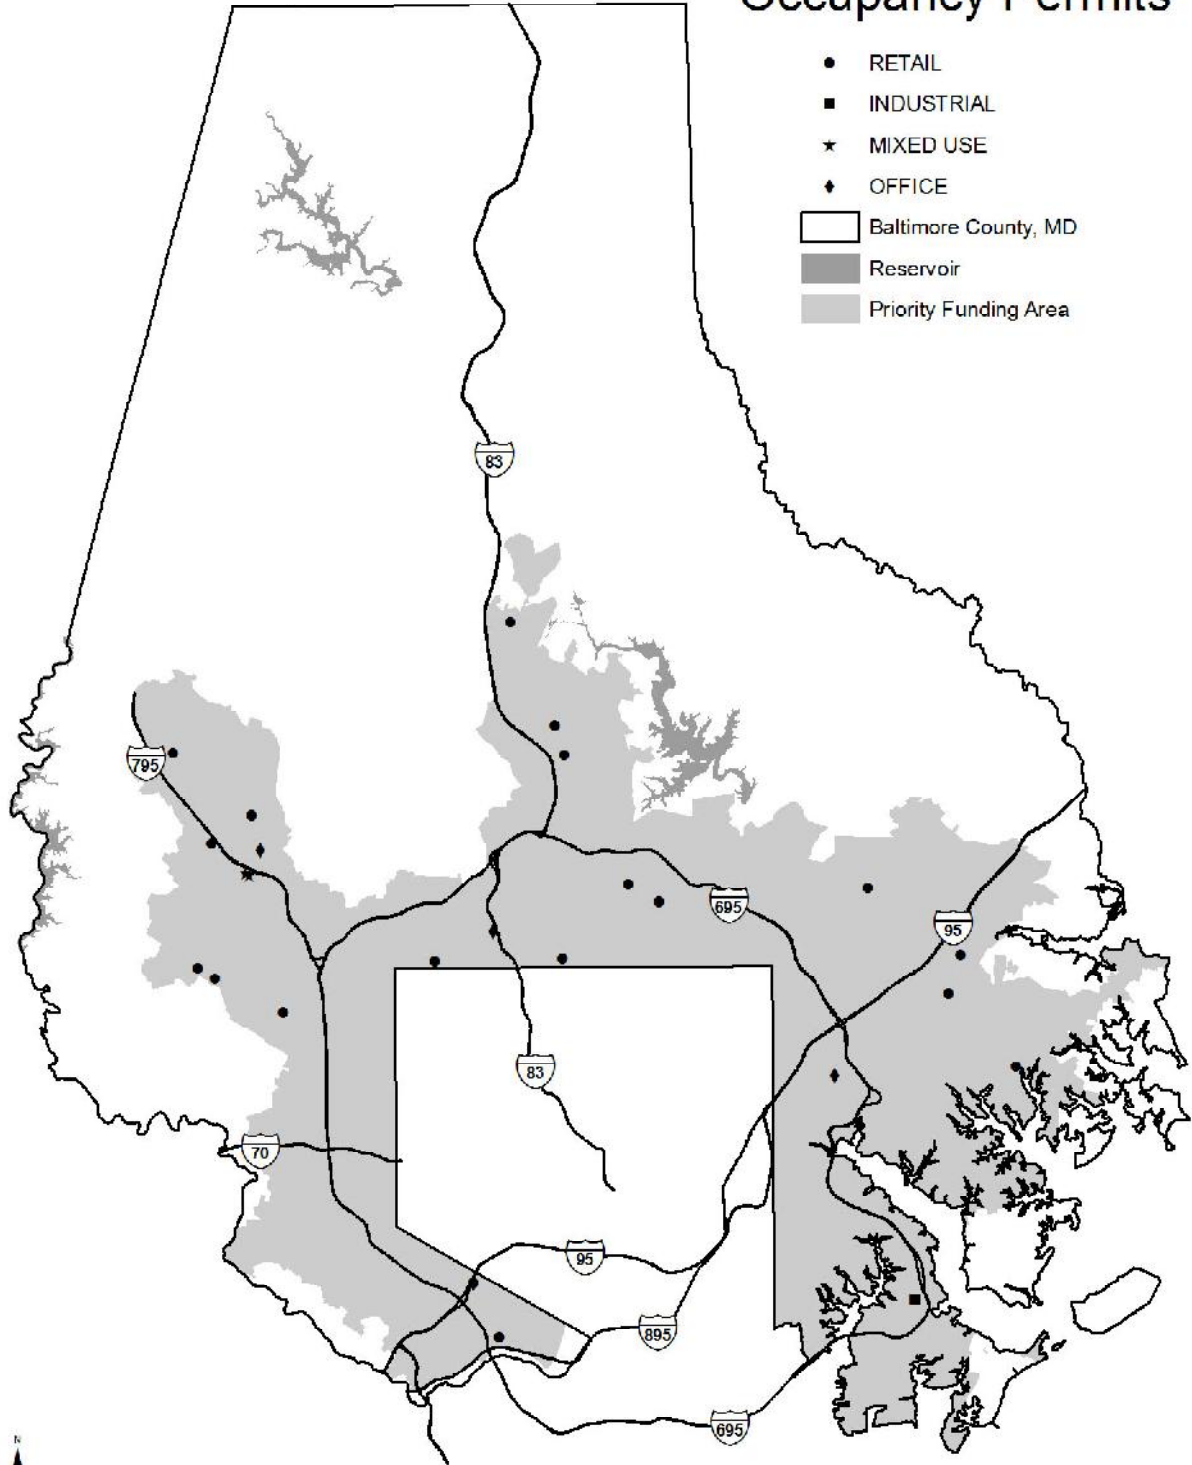 Occupancy Permits
RETAIL
INDUSTRIAL
MIXED USE
OFFICE
Baltimore County, MD
Reservoir
Priority Funding Area
83
795
695
95
83
70
95
895
695
N